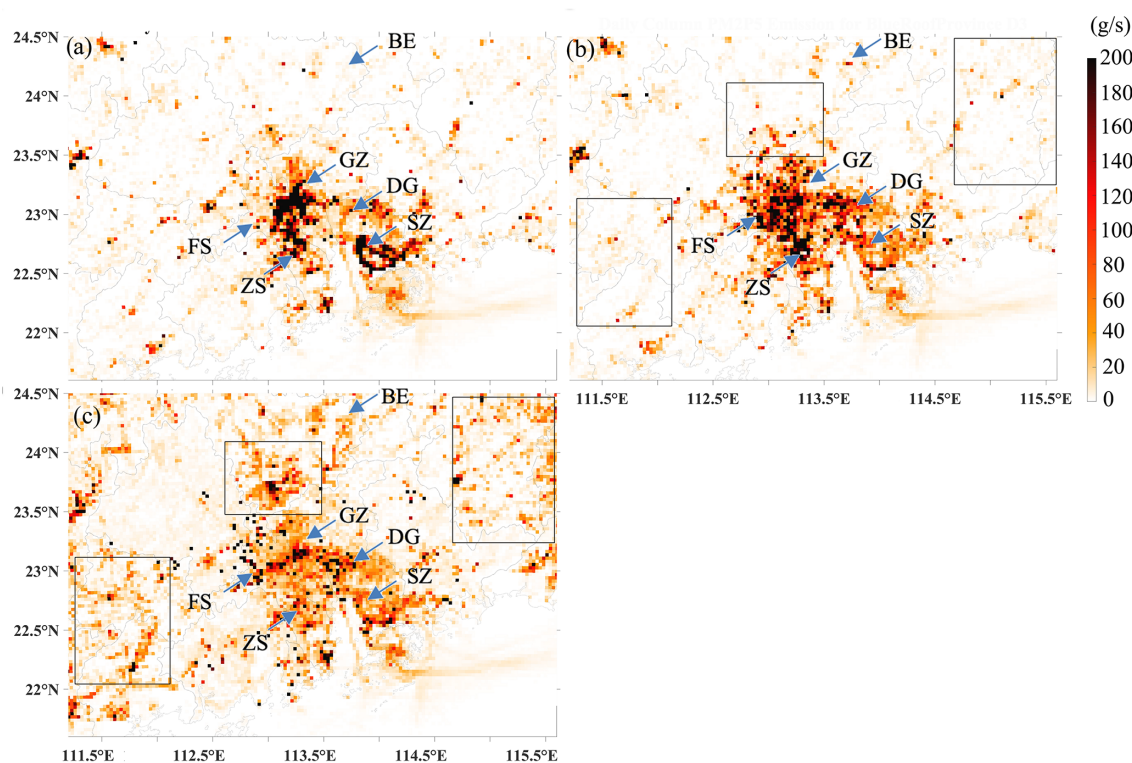 (g/s)
(a)
24.5°N
24°N
23.5°N
23°N
22.5°N
22°N
BE
GZ
DG
SZ
FS
ZS
(b)
BE
GZ
DG
SZ
FS
ZS
111.5°E 112.5°E 113.5°E 114.5°E 115.5°E
200
180
160
140
120
100
80
60
40
20
0
(c)
24.5°N
24°N
23.5°N
23°N
22.5°N
22°N
BE
GZ
DG
SZ
FS
ZS
111.5°E 112.5°E 113.5°E 114.5°E 115.5°E